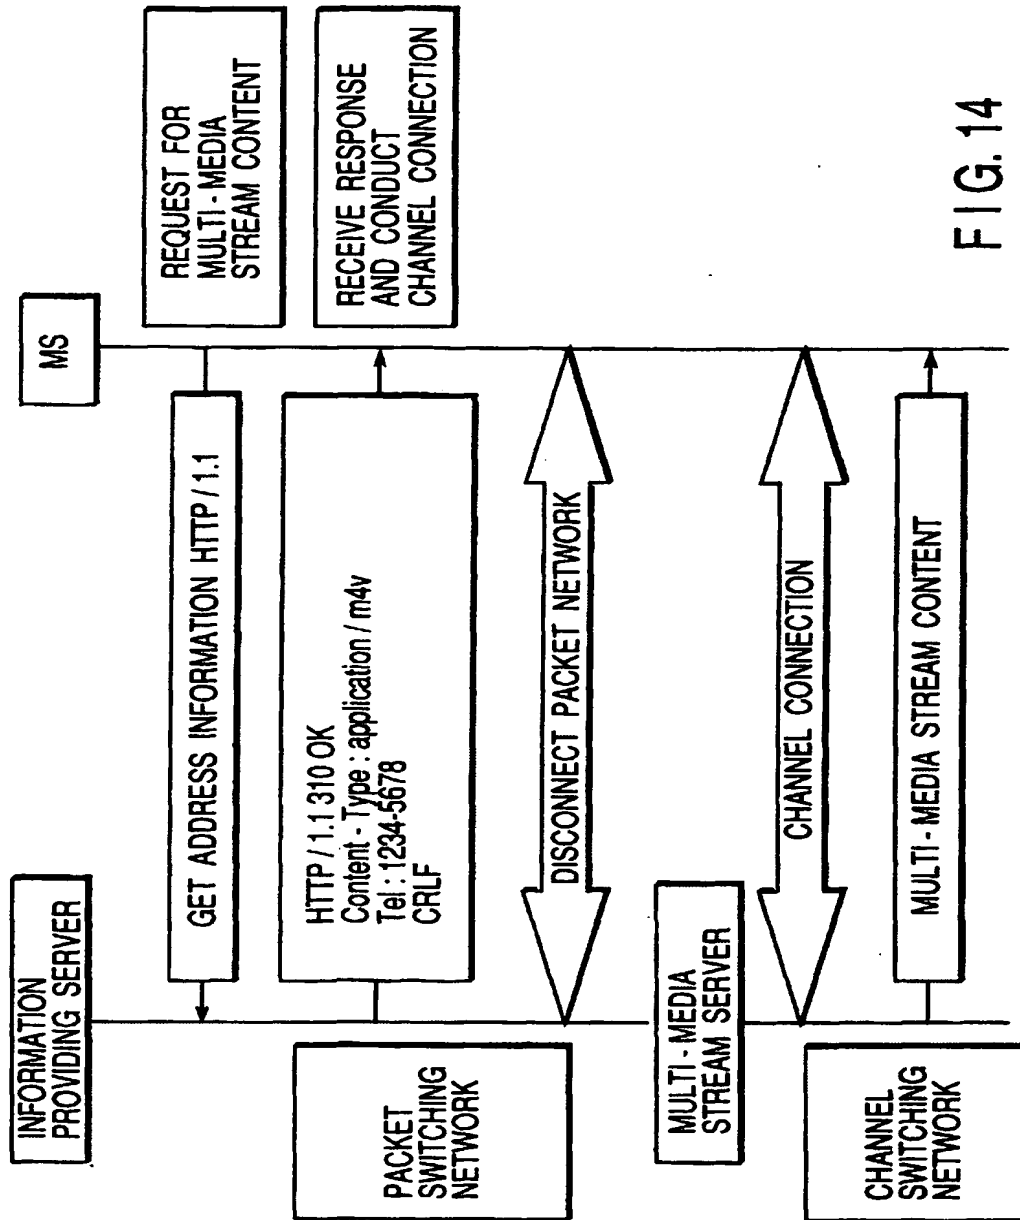 INFORMATION
PROVIDING SERVER
MS
GET ADDRESS INFORMATION HTTP / 1.1
REQUEST FOR
MULTI - MEDIA
STREAM CONTENT
PACKET
SWITCHING
NETWORK
HTTP / 1.1 310 OK
Content - Type : application / m4v
Tel : 1234-5678
CRLF
RECEIVE RESPONSE
AND CONDUCT
CHANNEL CONNECTION
DISCONNECT PACKET NETWORK
MULTI - MEDIA
STREAM SERVER
CHANNEL CONNECTION
CHANNEL
SWITCHING
NETWORK
MULTI - MEDIA STREAM CONTENT
FIG. 14